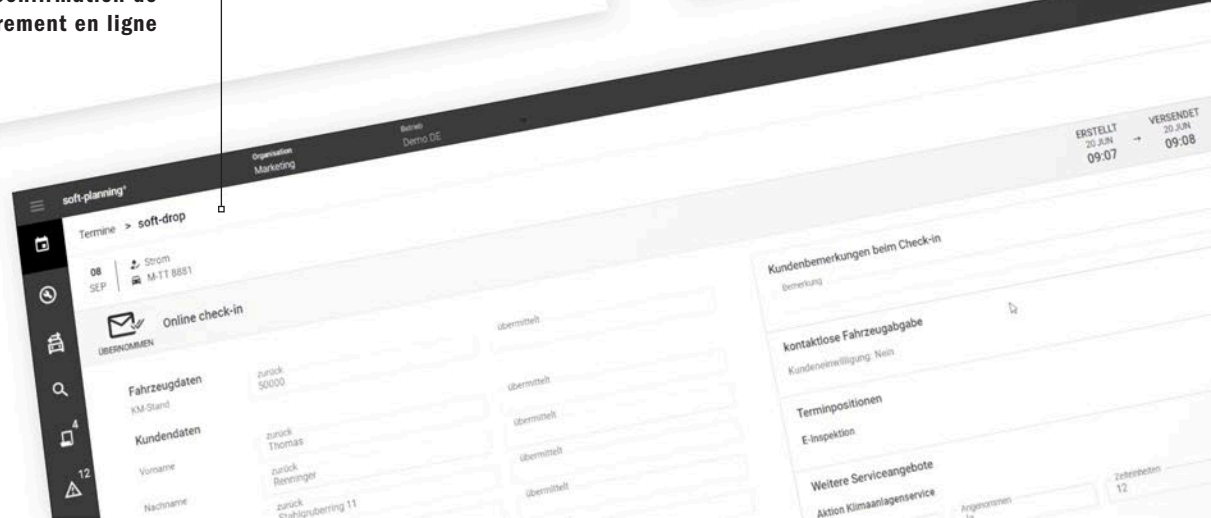 rement en ligne
soft-planning®
Organisation
Marketing
Betrieb
Demo DE
Termine > soft-drop
08
SEP
Strom
M-TT 8881
ERSTELLT
20 JUN
09:07
→
VERSENDET
20 JUN
09:08
Online check-in
ÜBERNOMMEN
Fahrzeugdaten
KM-Stand
zurück
50000
übermittelt
Kundendaten
Vorname
zurück
Thomas
übermittelt
Nachname
zurück
Renninger
übermittelt
zurück
Stahlgruberring 11
übermittelt
übermittelt
Kundenbemerkungen beim Check-in
Bemerkung
kontaktlose Fahrzeugabgabe
Kundeneinwilligung: Nein
Terminpositionen
E-Inspektion
Weitere Serviceangebote
Aktion Klimaanlagenservice
Angenommen
Ja
Zeiteinheiten
12
4
12